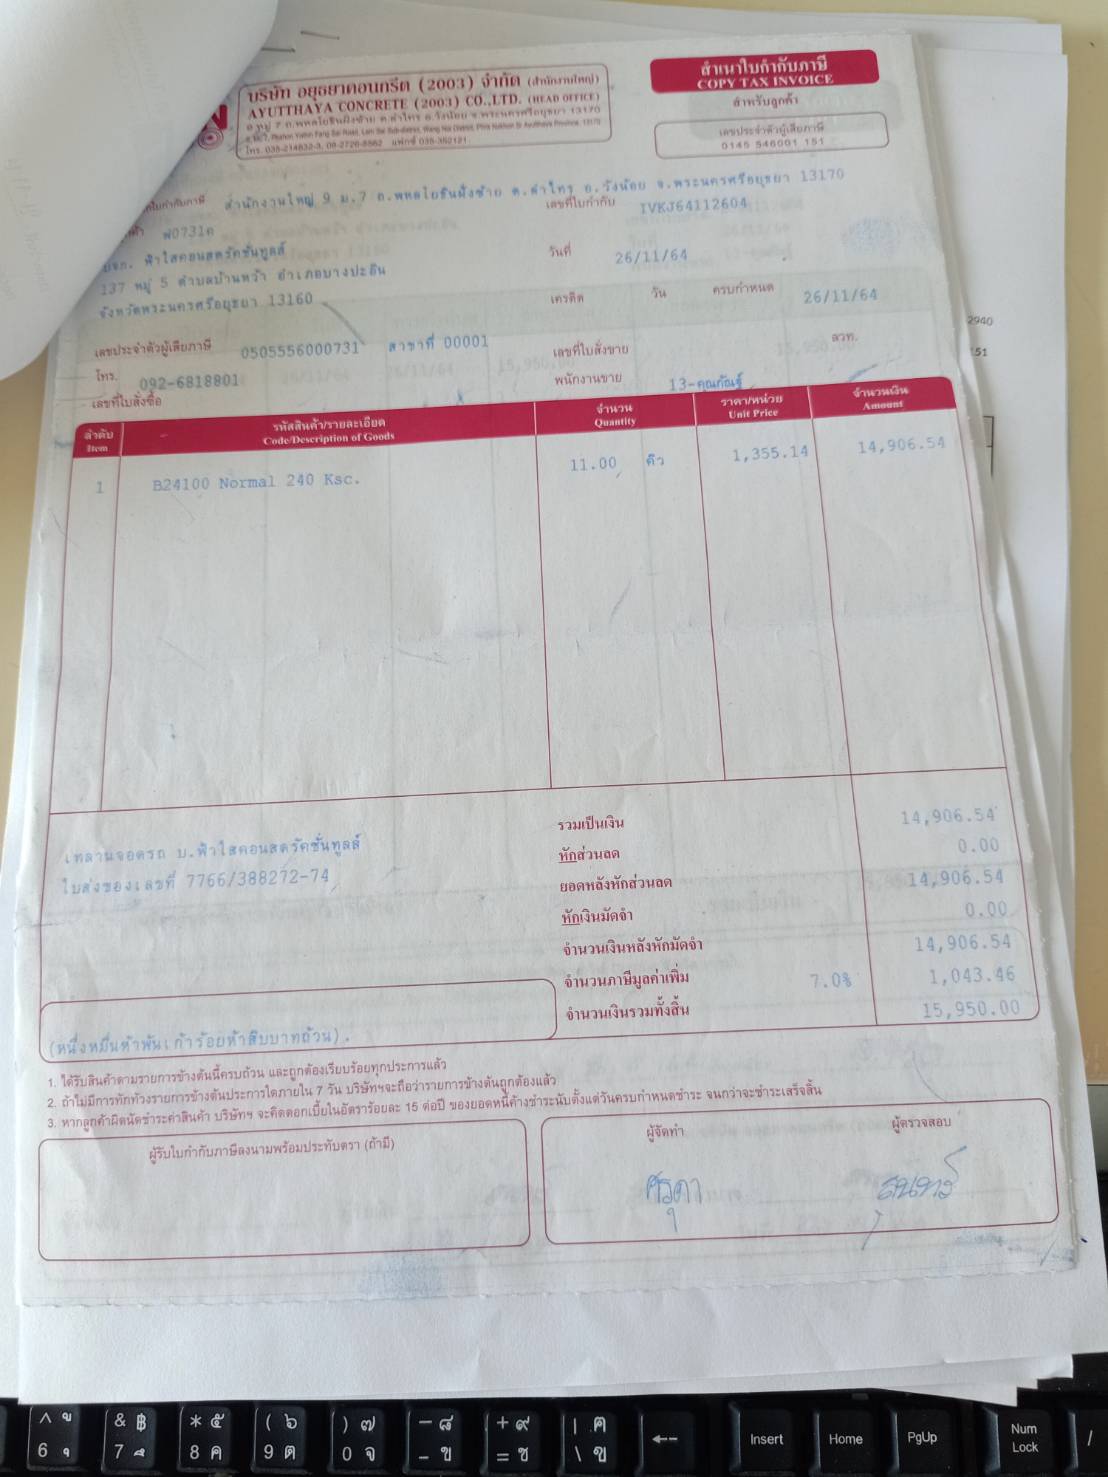 บริษัท อยุธยาคอนกรีต (2003) จำกัด (สำนักงานใหญ่)
AYUTTHAYA CONCRETE (2003) CO.,LTD. (HEAD OFFICE)
โทร. 035-214832-3, 09-2726-8562 แฟกซ์ 035-352121
สำเนาใบกำกับภาษี
COPY TAX INVOICE
สำหรับลูกค้า
เลขประจำตัวผู้เสียภาษี
0145 546001 151
สำนักงานใหญ่ 9 ม.7 ถ.พหลโยธินฝั่งซ้าย ต.ลำไทร อ.วังน้อย จ.พระนครศรีอยุธยา 13170
เลขที่ใบกำกับ IVKJ64112604
ฟ0731ค
บจก. ฟ้าใสคอนสตรัคชั่นทูลส์
วันที่ 26/11/64
137 หมู่ 5 ตำบลบ้านหว้า อำเภอบางปะอิน
จังหวัดพระนครศรีอยุธยา 13160
เครดิต วัน ครบกำหนด 26/11/64
เลขประจำตัวผู้เสียภาษี 0505556000731 สาขาที่ 00001
เลขที่ใบสั่งขาย ลวท.
โทร. 092-6818801
พนักงานขาย 13-คุณกัณฐ์
เลขที่ใบสั่งซื้อ
2940
51
ลำดับ รหัสสินค้า/รายละเอียด จำนวน ราคา/หน่วย จำนวนเงิน
Item Code/Description of Goods Quantity Unit Price Amount
1 B24100 Normal 240 Ksc. 11.00 คิว 1,355.14 14,906.54
รวมเป็นเงิน 14,906.54
เทลานจอดรถ บ.ฟ้าใสคอนสตรัคชั่นทูลส์
หักส่วนลด 0.00
ใบส่งของเลขที่ 7766/388272-74
ยอดหลังหักส่วนลด 14,906.54
หักเงินมัดจำ 0.00
จำนวนเงินหลังหักมัดจำ 14,906.54
จำนวนภาษีมูลค่าเพิ่ม 7.0% 1,043.46
จำนวนเงินรวมทั้งสิ้น 15,950.00
(หนึ่งหมื่นห้าพันเก้าร้อยห้าสิบบาทถ้วน).
1. ได้รับสินค้าตามรายการข้างต้นนี้ครบถ้วน และถูกต้องเรียบร้อยทุกประการแล้ว
2. ถ้าไม่มีการทักท้วงรายการข้างต้นประการใดภายใน 7 วัน บริษัทฯจะถือว่ารายการข้างต้นถูกต้องแล้ว
3. หากลูกค้าผิดนัดชำระค่าสินค้า บริษัทฯ จะคิดดอกเบี้ยในอัตราร้อยละ 15 ต่อปี ของยอดหนี้ค้างชำระนับตั้งแต่วันครบกำหนดชำระ จนกว่าจะชำระเสร็จสิ้น
ผู้รับใบกำกับภาษีลงนามพร้อมประทับตรา (ถ้ามี)
ผู้จัดทำ
ผู้ตรวจสอบ
ศรุดา
^ ข & ฿ * ๕ ( ๖ ) ๗ _ ๘ + ๙ | ฅ
6 7 8 ค 9 ต 0 จ - ข = ช \ ฃ
Insert Home PgUp
Num
Lock
/